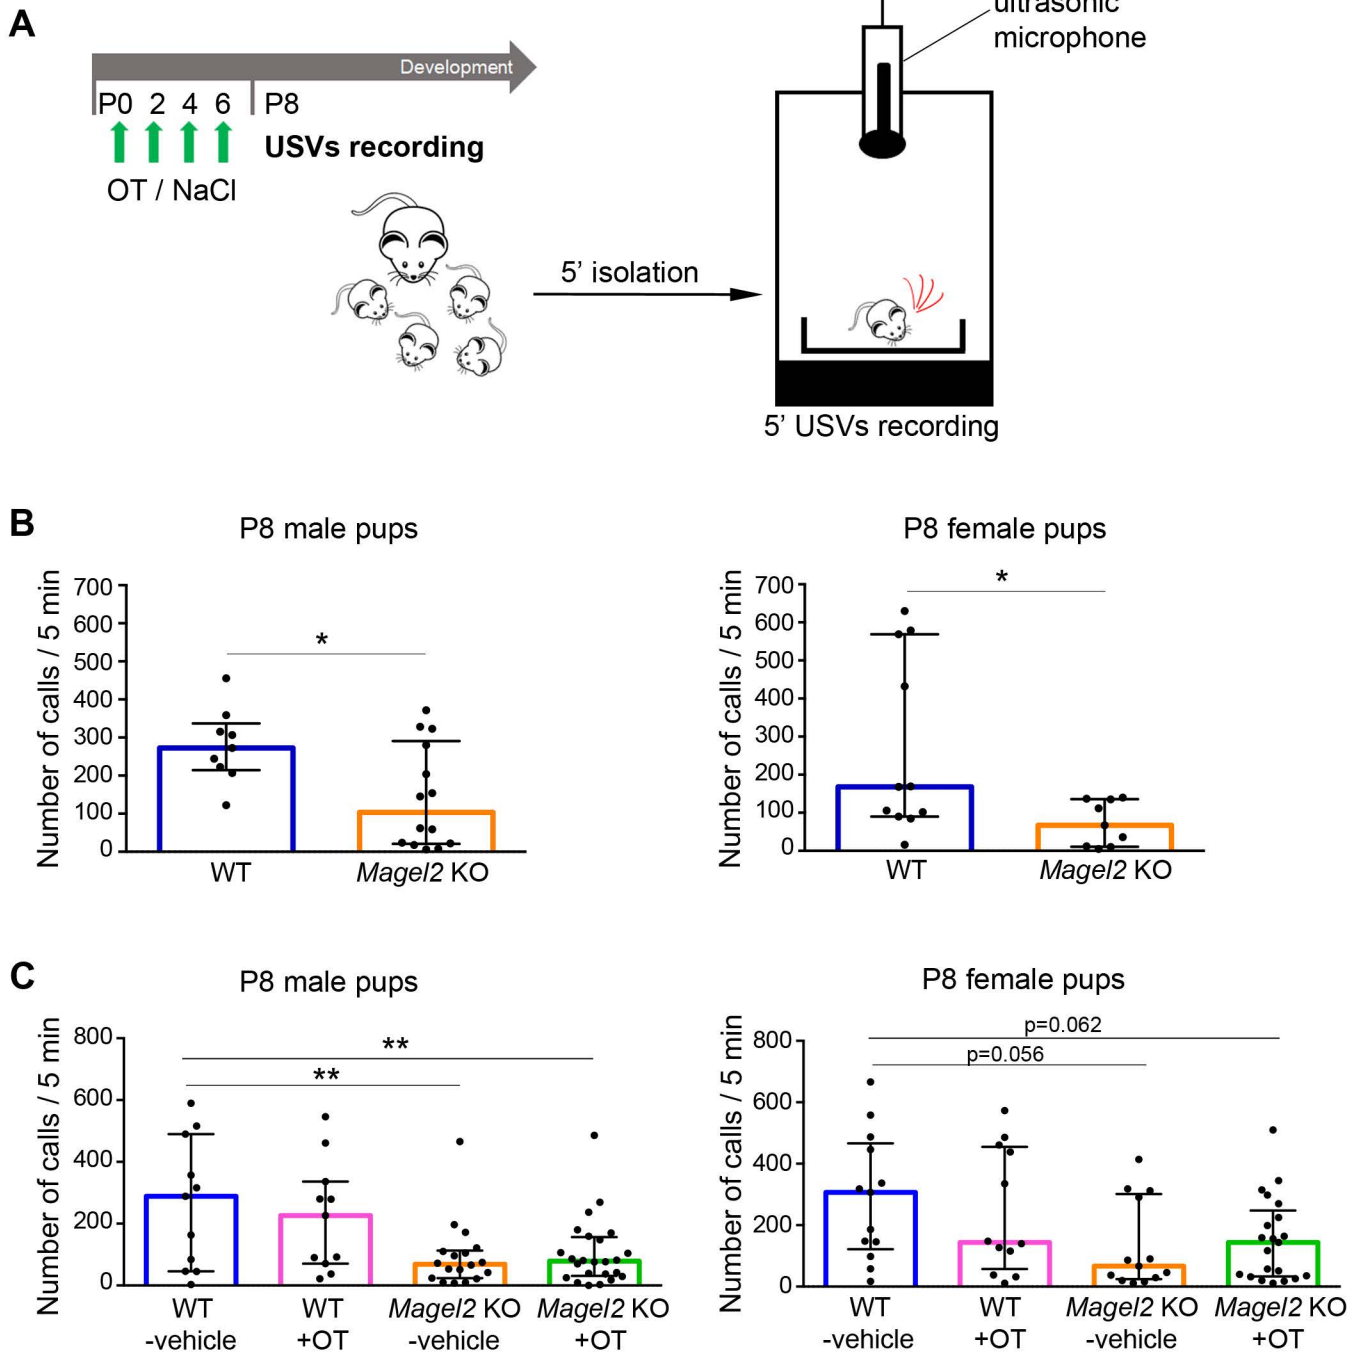 A
ultrasonic
microphone
Development
P0 2 4 6 P8
USVs recording
OT / NaCl
5’ isolation
5’ USVs recording
B
P8 male pups
Number of calls / 5 min
700
600
500
400
300
200
100
0
*
WT
Magel2 KO
P8 female pups
Number of calls / 5 min
700
600
500
400
300
200
100
0
*
WT
Magel2 KO
C
P8 male pups
Number of calls / 5 min
800
600
400
200
0
**
**
WT
-vehicle
WT
+OT
Magel2 KO
-vehicle
Magel2 KO
+OT
P8 female pups
Number of calls / 5 min
800
600
400
200
0
p=0.062
p=0.056
WT
-vehicle
WT
+OT
Magel2 KO
-vehicle
Magel2 KO
+OT